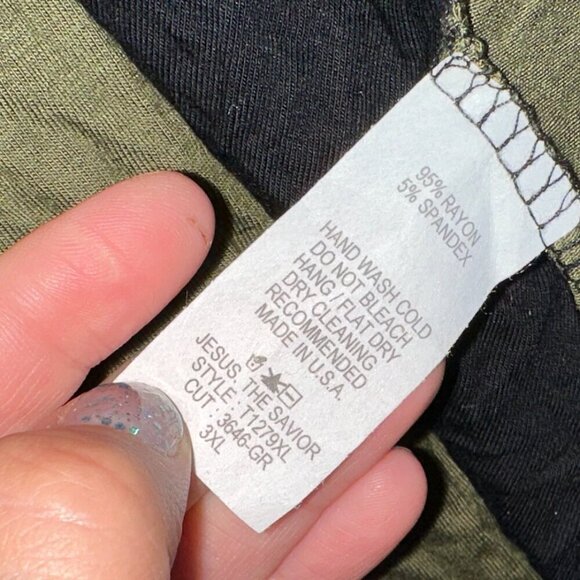 95% RAYON
5% SPANDEX
HAND WASH COLD
DO NOT BLEACH
HANG / FLAT DRY
DRY CLEANING
RECOMMENDED
MADE IN U.S.A.
JESUS THE SAVIOR
STYLE : T1279XL
CUT : 3646-GR
3XL